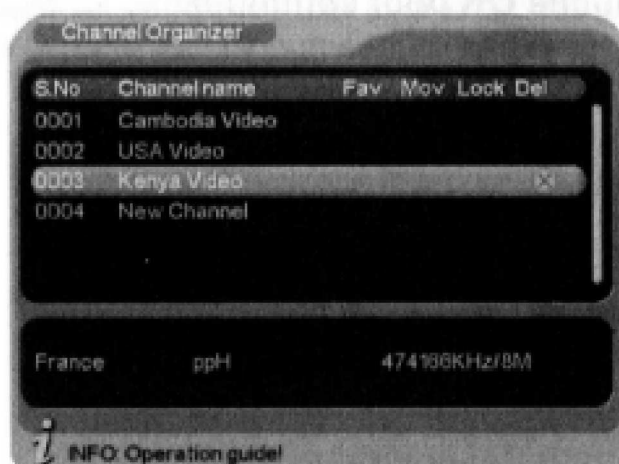 Channel Organizer
S.No Channel name Fav Mov Lock Del
0001 Cambodia Video
0002 USA Video
0003 Kenya Video X
0004 New Channel
France ppH 474166KHz/8M
i INFO: Operation guide!